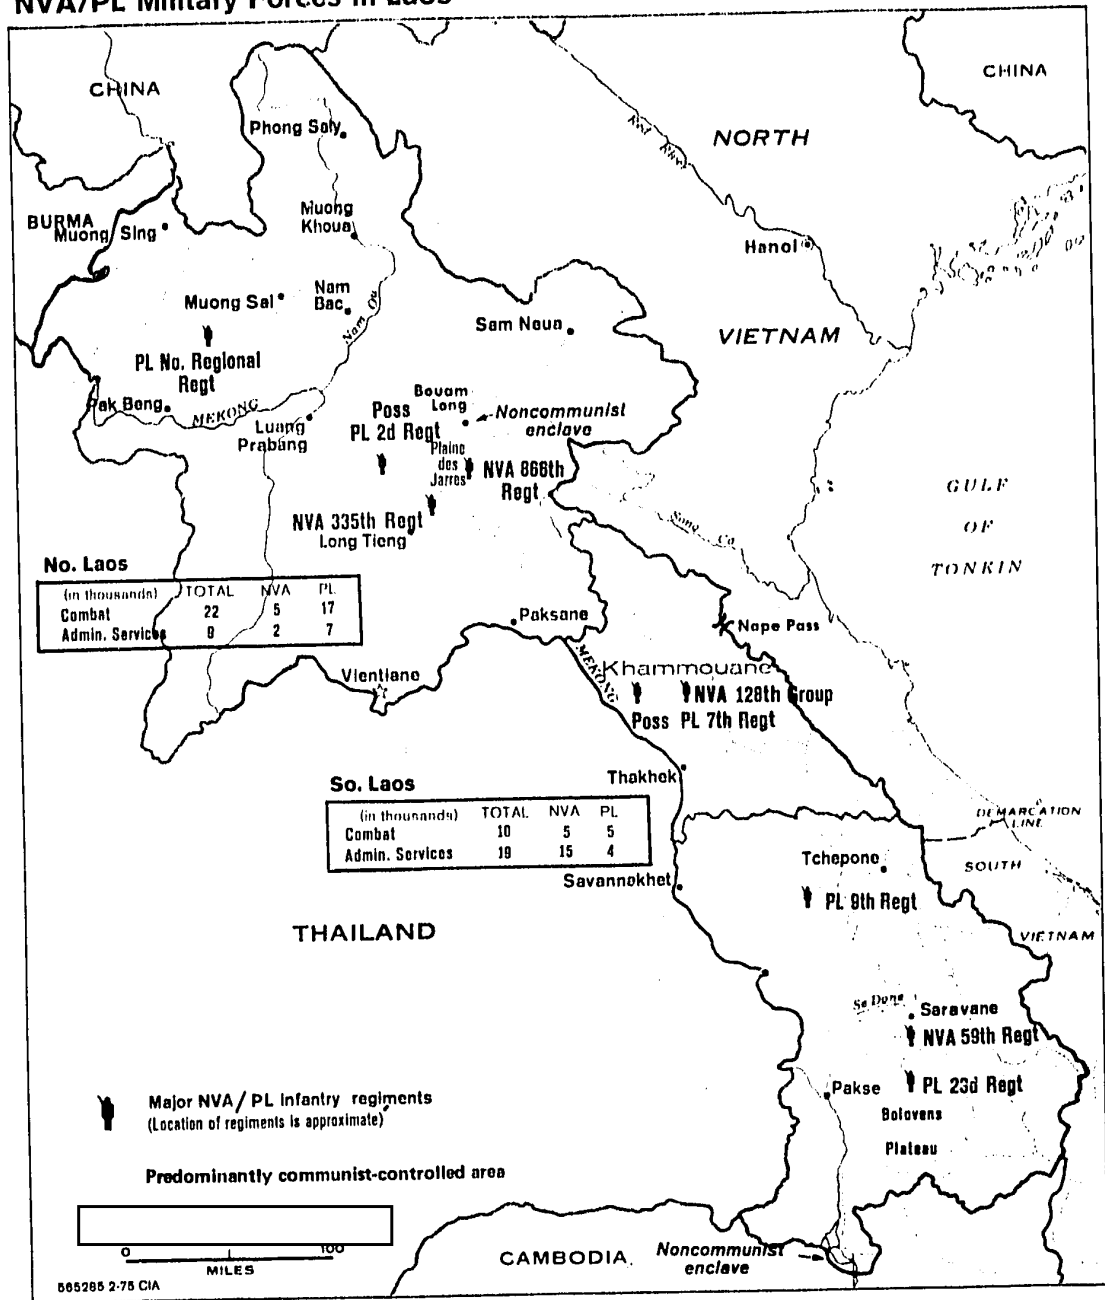 NVA/PL Military Forces in Laos
CHINA
CHINA
Phong Saly
NORTH
Red River
BURMA
Muong Sing
Muong
Khoua
Hanoi
Muong Sai
Nam
Bac
Nam Ou
Sam Neua
VIETNAM
PL No. Regional
Regt
Pak Beng
MEKONG
Luang
Prabang
Bouam
Long
Noncommunist
enclave
Poss
PL 2d Regt
Plaine
des
Jarres
NVA 866th
Regt
GULF
OF
TONKIN
NVA 335th Regt
Long Tieng
Song Ca
No. Laos
(in thousands) TOTAL NVA PL
Combat 22 5 17
Admin. Services 9 2 7
Paksane
Nape Pass
Vientiane
MEKONG
Khammouane
NVA 128th Group
Poss PL 7th Regt
Thakhek
So. Laos
(in thousands) TOTAL NVA PL
Combat 10 5 5
Admin. Services 19 15 4
DEMARCATION
LINE
Tchepone
SOUTH
Savannakhet
PL 9th Regt
THAILAND
VIETNAM
Se Done
Saravane
NVA 59th Regt
Pakse
PL 23d Regt
Bolovens
Plateau
Major NVA/PL Infantry regiments
(Location of regiments is approximate)
Predominantly communist-controlled area
0 100
MILES
CAMBODIA
Noncommunist
enclave
565285 2-75 CIA